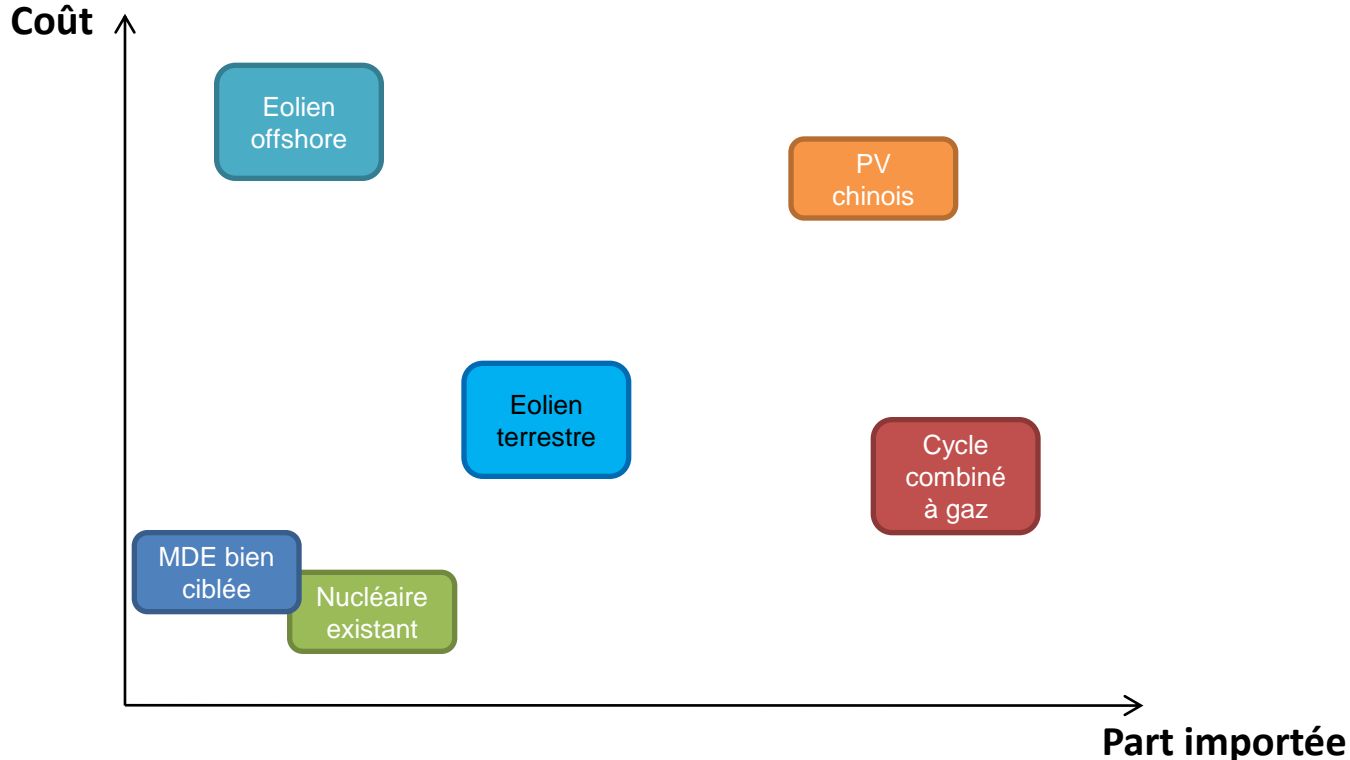 Coût
Eolien
offshore
PV
chinois
Eolien
terrestre
Cycle
combiné
à gaz
MDE bien
ciblée
Nucléaire
existant
Part importée